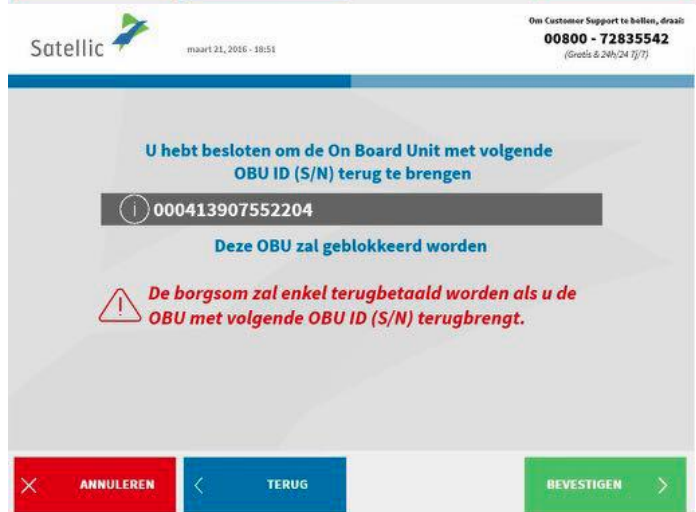 Om Customer Support te bellen, draai:
Satellic
maart 21, 2016 - 18:51
00800 - 72835542
(Gratis & 24h/24 7j/7)
U hebt besloten om de On Board Unit met volgende
OBU ID (S/N) terug te brengen
000413907552204
Deze OBU zal geblokkeerd worden
De borgsom zal enkel terugbetaald worden als u de
OBU met volgende OBU ID (S/N) terugbrengt.
ANNULEREN
TERUG
BEVESTIGEN